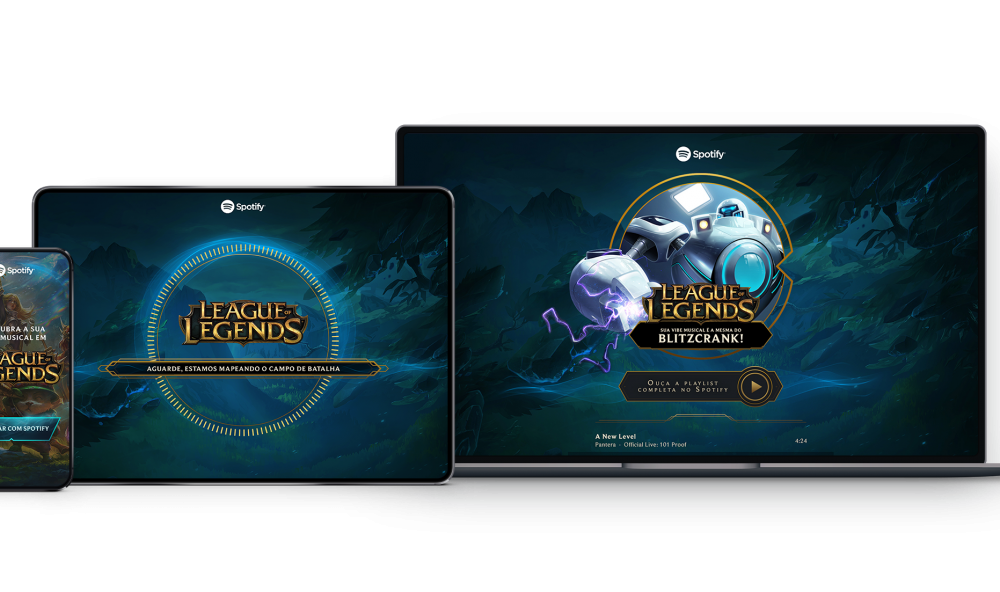 Spotify
UBRA A SUA
MUSICAL EM
AGUE OF
GENDS
AR COM SPOTIFY
Spotify
LEAGUE OF
LEGENDS
AGUARDE, ESTAMOS MAPEANDO O CAMPO DE BATALHA
Spotify
LEAGUE OF
LEGENDS
SUA VIBE MUSICAL É A MESMA DO
BLITZCRANK!
OUÇA A PLAYLIST
COMPLETA NO SPOTIFY
A New Level
Pantera - Official Live: 101 Proof
4:24